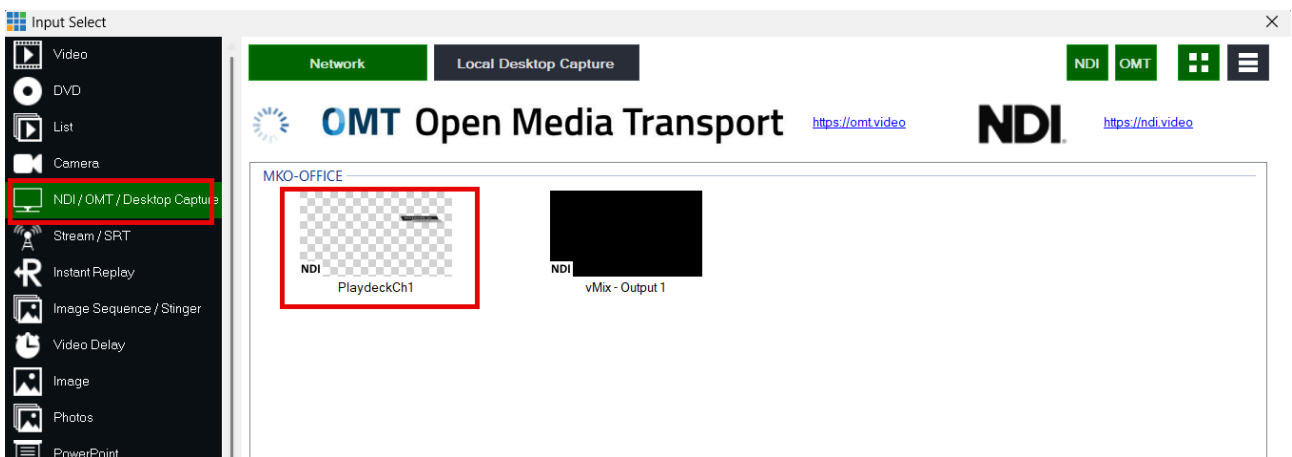 Input Select
Video
DVD
List
Camera
NDI / OMT / Desktop Capture
Stream / SRT
Instant Replay
Image Sequence / Stinger
Video Delay
Image
Photos
PowerPoint
Network
Local Desktop Capture
NDI
OMT
OMT Open Media Transport
https://omt.video
NDI
https://ndi.video
MKO-OFFICE
NDI
PlaydeckCh1
NDI
vMix - Output 1